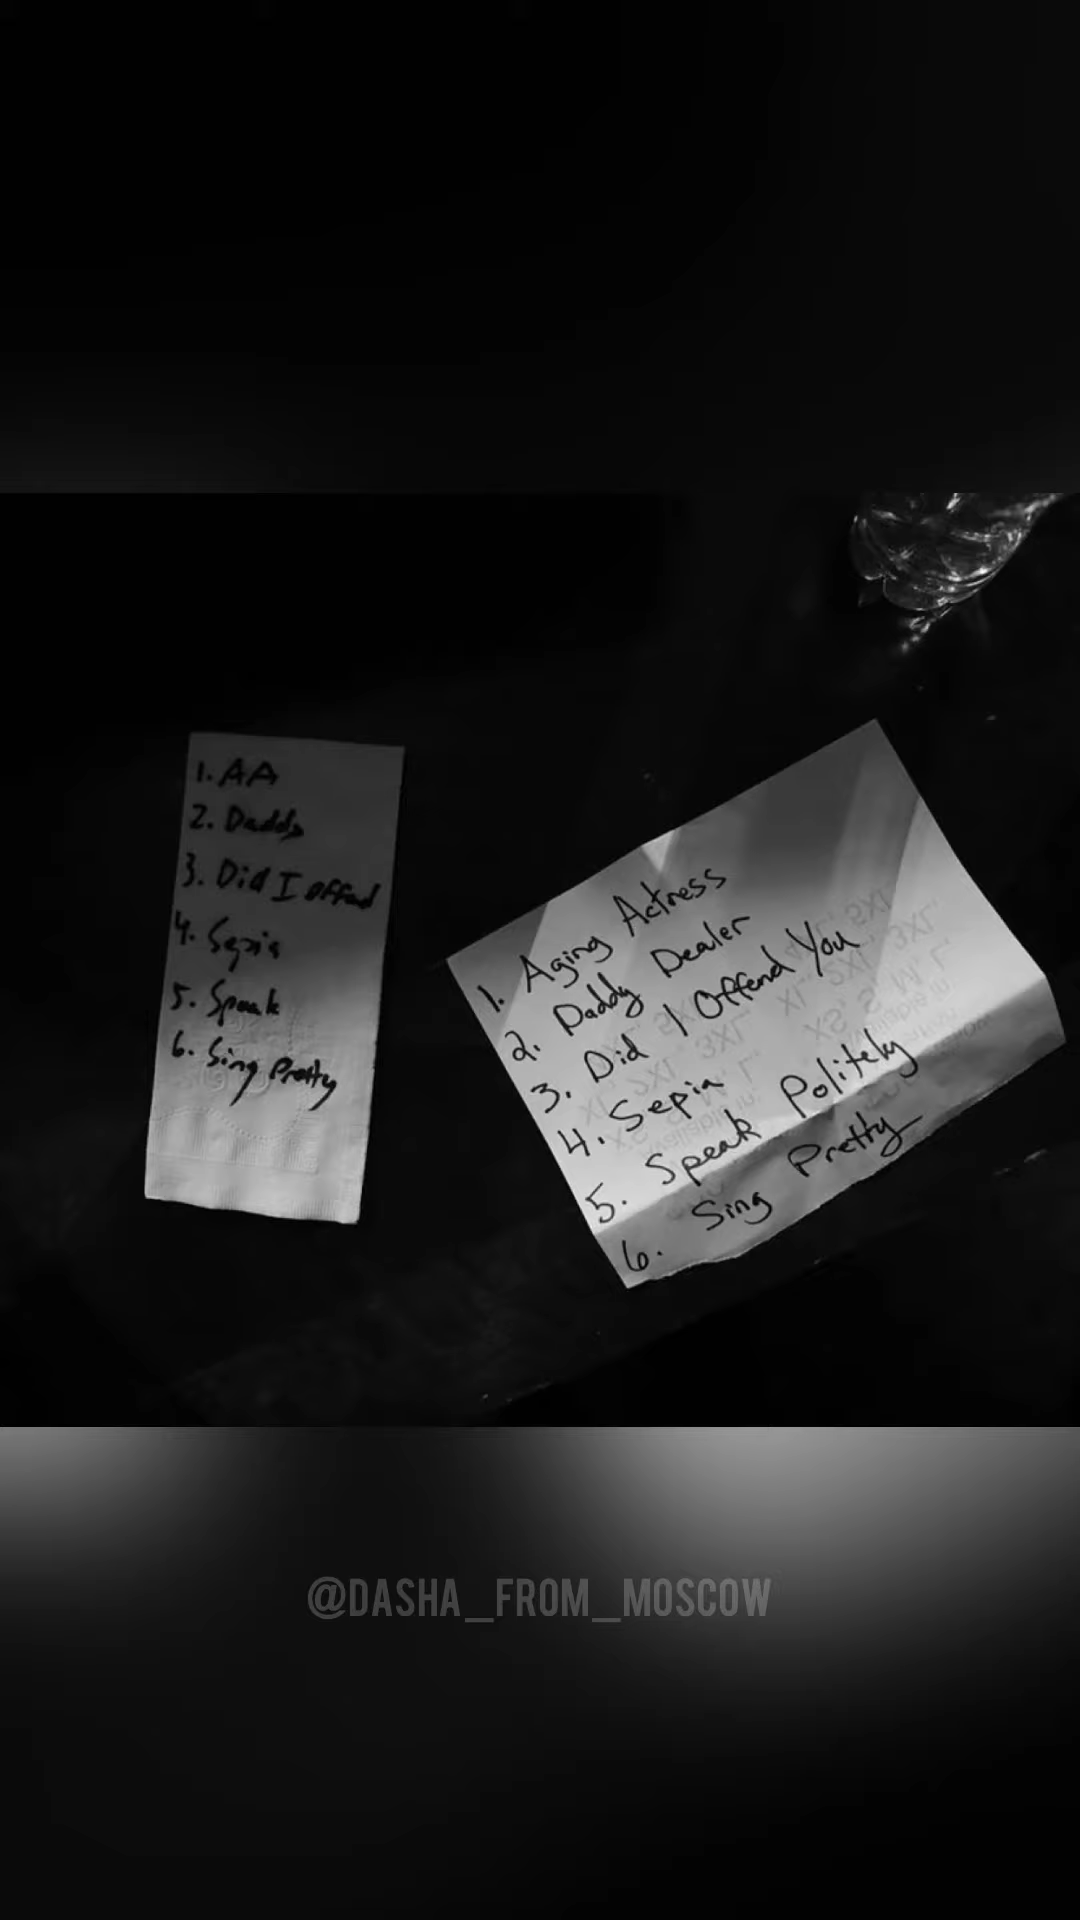 1. AA
2. Daddy
3. Did I offend
4. Sepia
5. Speak
6. Sing Pretty
1. Aging Actress
2. Daddy Dealer
3. Did I Offend You
4. Sepia
5. Speak Politely
6. Sing Pretty
@DASHA_FROM_MOSCOW